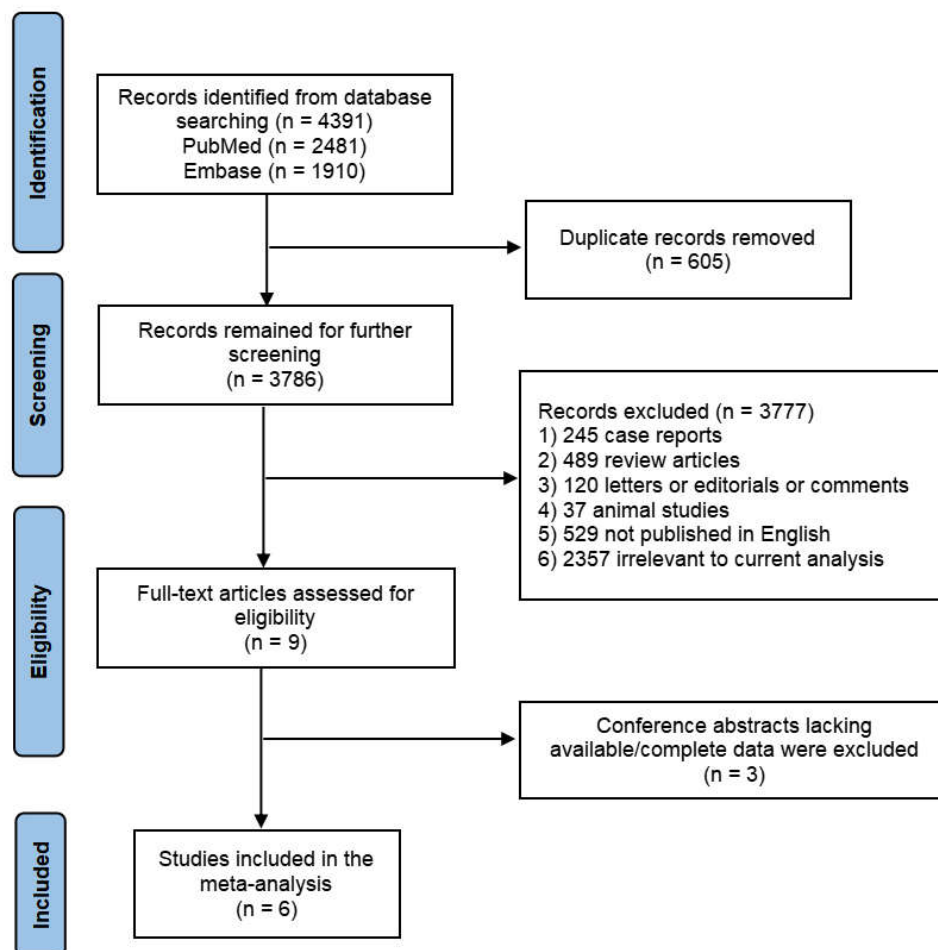 Identification
Records identified from database
searching (n = 4391)
PubMed (n = 2481)
Embase (n = 1910)
Duplicate records removed
(n = 605)
Screening
Records remained for further
screening
(n = 3786)
Records excluded (n = 3777)
1) 245 case reports
2) 489 review articles
3) 120 letters or editorials or comments
4) 37 animal studies
5) 529 not published in English
6) 2357 irrelevant to current analysis
Eligibility
Full-text articles assessed for
eligibility
(n = 9)
Conference abstracts lacking
available/complete data were excluded
(n = 3)
Included
Studies included in the
meta-analysis
(n = 6)